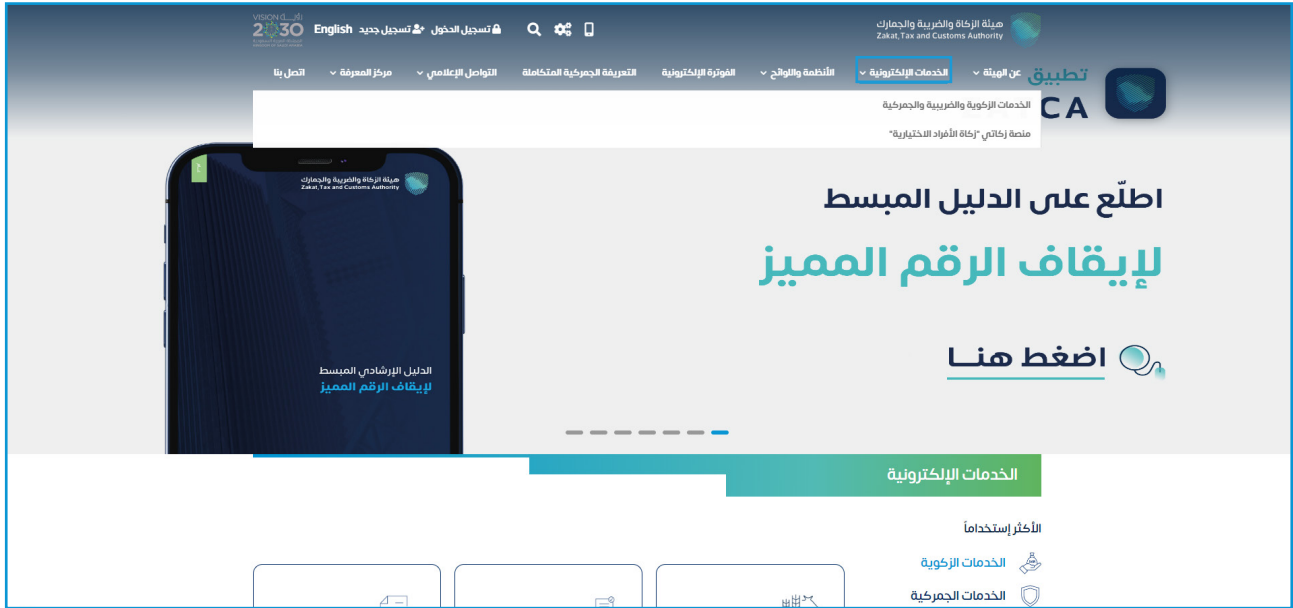 هيئة الزكاة والضريبة والجمارك
Zakat, Tax and Customs Authority
تسجيل الدخول
تسجيل جديد
English
VISION رؤيــــة
2030
عن الهيئة
الخدمات الإلكترونية
الأنظمة واللوائح
الفوترة الإلكترونية
التعريفة الجمركية المتكاملة
التواصل الإعلامي
مركز المعرفة
اتصل بنا
الخدمات الزكوية والضريبية والجمركية
منصة زكاتي "زكاة الأفراد الاختيارية"
تطبيق
CA
اطلّع على الدليل المبسط
لإيقاف الرقم المميز
اضغط هنــا
هيئة الزكاة والضريبة والجمارك
Zakat, Tax and Customs Authority
الدليل الإرشادي المبسط
لإيقاف الرقم المميز
الخدمات الإلكترونية
الأكثر إستخداماً
الخدمات الزكوية
الخدمات الجمركية